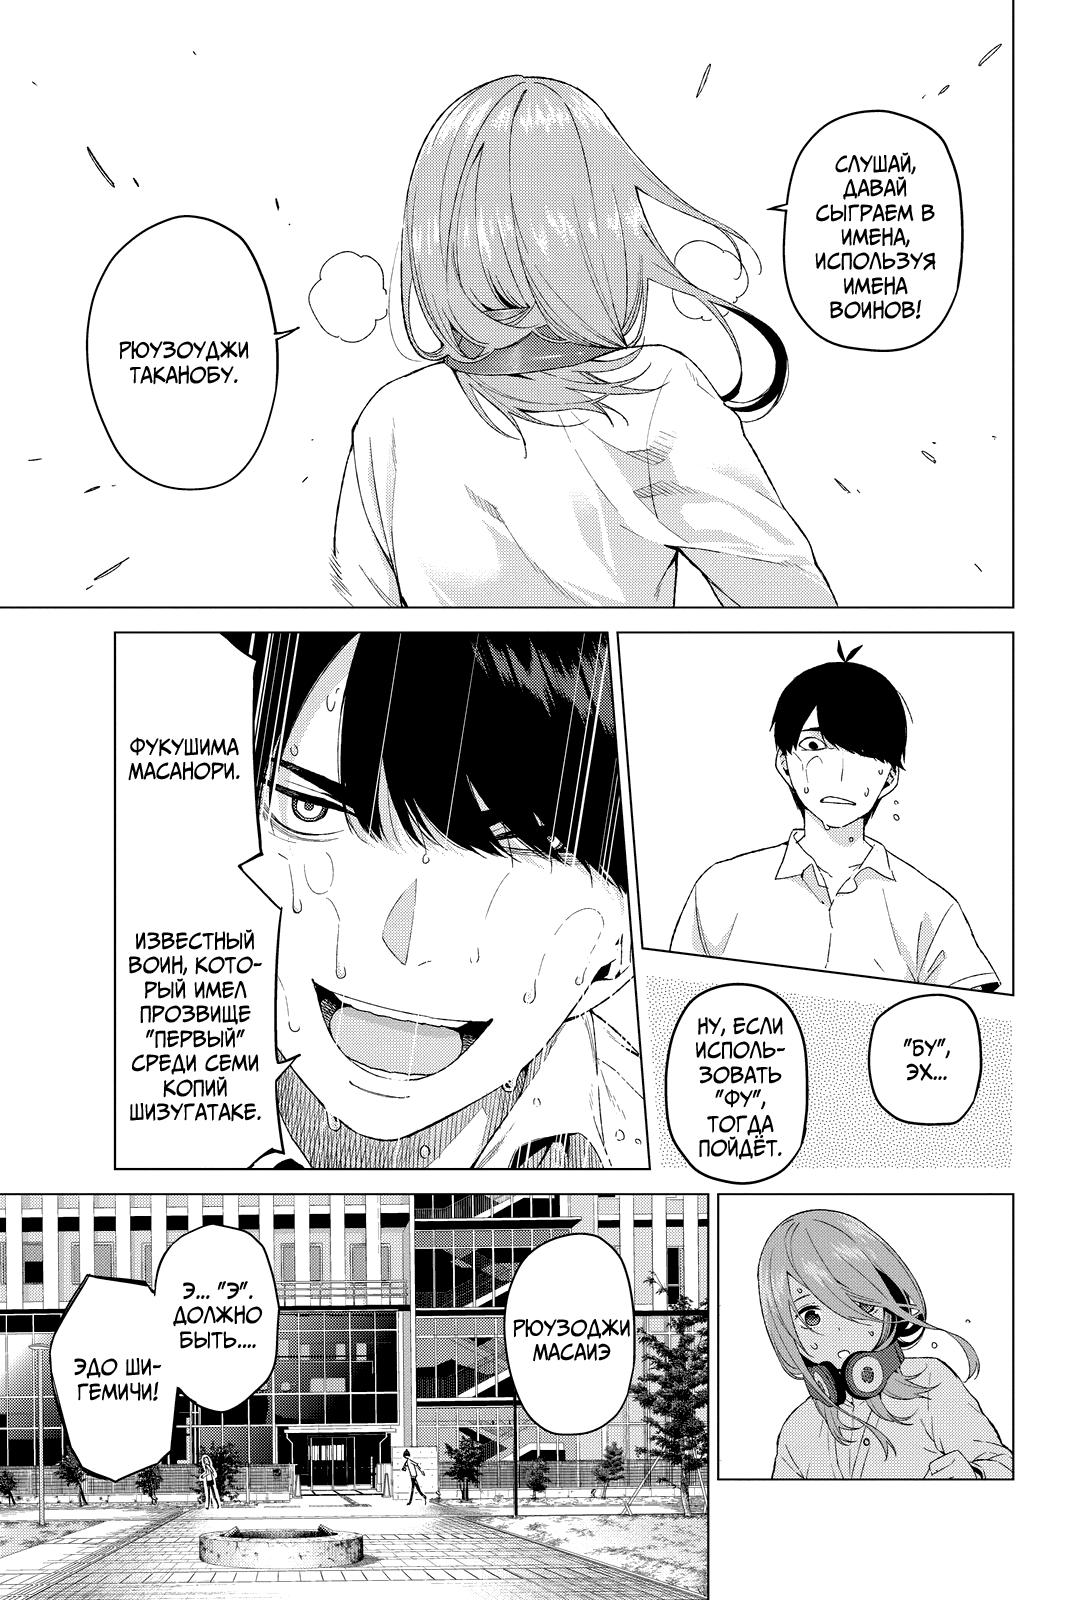 СЛУШАЙ,
ДАВАЙ
СЫГРАЕМ В
ИМЕНА,
ИСПОЛЬЗУЯ
ИМЕНА
ВОИНОВ!
РЮУЗОУДЖИ
ТАКАНОБУ.
"БУ",
ЭХ...
НУ, ЕСЛИ
ИСПОЛЬ-
ЗОВАТЬ
"ФУ",
ТОГДА
ПОЙДЁТ.
ФУКУШИМА
МАСАНОРИ.
ИЗВЕСТНЫЙ
ВОИН, КОТО-
РЫЙ ИМЕЛ
ПРОЗВИЩЕ
"ПЕРВЫЙ"
СРЕДИ СЕМИ
КОПИЙ
ШИЗУГАТАКЕ.
РЮУЗОДЖИ
МАСАИЭ
Э... "Э".
ДОЛЖНО
БЫТЬ....
ЭДО ШИ-
ГЕМИЧИ!